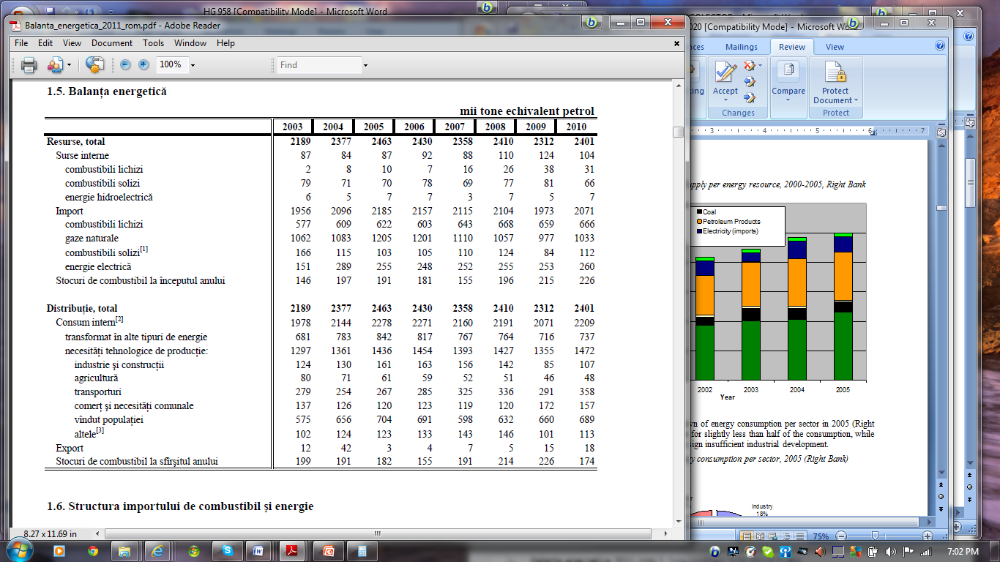 HG 958 [Compatibility Mode] - Microsoft Word
Balanta_energetica_2011_rom.pdf - Adobe Reader
File Edit View Document Tools Window Help
100%
Find
1.5. Balanța energetică
mii tone echivalent petrol
2003 2004 2005 2006 2007 2008 2009 2010
Resurse, total 2189 2377 2463 2430 2358 2410 2312 2401
Surse interne 87 84 87 92 88 110 124 104
combustibili lichizi 2 8 10 7 16 26 38 31
combustibili solizi 79 71 70 78 69 77 81 66
energie hidroelectrică 6 5 7 7 3 7 5 7
Import 1956 2096 2185 2157 2115 2104 1973 2071
combustibili lichizi 577 609 622 603 643 668 659 666
gaze naturale 1062 1083 1205 1201 1110 1057 977 1033
combustibili solizi[1] 166 115 103 105 110 124 84 112
energie electrică 151 289 255 248 252 255 253 260
Stocuri de combustibil la începutul anului 146 197 191 181 155 196 215 226
Distribuție, total 2189 2377 2463 2430 2358 2410 2312 2401
Consum intern[2] 1978 2144 2278 2271 2160 2191 2071 2209
transformat în alte tipuri de energie 681 783 842 817 767 764 716 737
necesități tehnologice de producție: 1297 1361 1436 1454 1393 1427 1355 1472
industrie şi construcții 124 130 161 163 156 142 85 107
agricultură 80 71 61 59 52 51 46 48
transporturi 279 254 267 285 325 336 291 358
comerț şi necesități comunale 137 126 120 123 119 120 172 157
vîndut populației 575 656 704 691 598 632 660 689
altele[3] 102 124 123 133 143 146 101 113
Export 12 42 3 4 7 5 15 18
Stocuri de combustibil la sfîrşitul anului 199 191 182 155 191 214 226 174
1.6. Structura importului de combustibil şi energie
8.27 x 11.69 in
020 [Compatibility Mode] - Microsoft Wo
Mailings Review View
Accept
Compare
Protect
Document
Changes
Protect
3 4 5 6 7
per energy resource, 2000-2005, Right Bank
Coal
Petroleum Products
Electricity (imports)
2002 2003 2004 2005
Year
of energy consumption per sector in 2005 (Right
for slightly less than half of the consumption, while
insufficient industrial development.
consumption per sector, 2005 (Right Bank)
Industry
18%
75%
7:02 PM